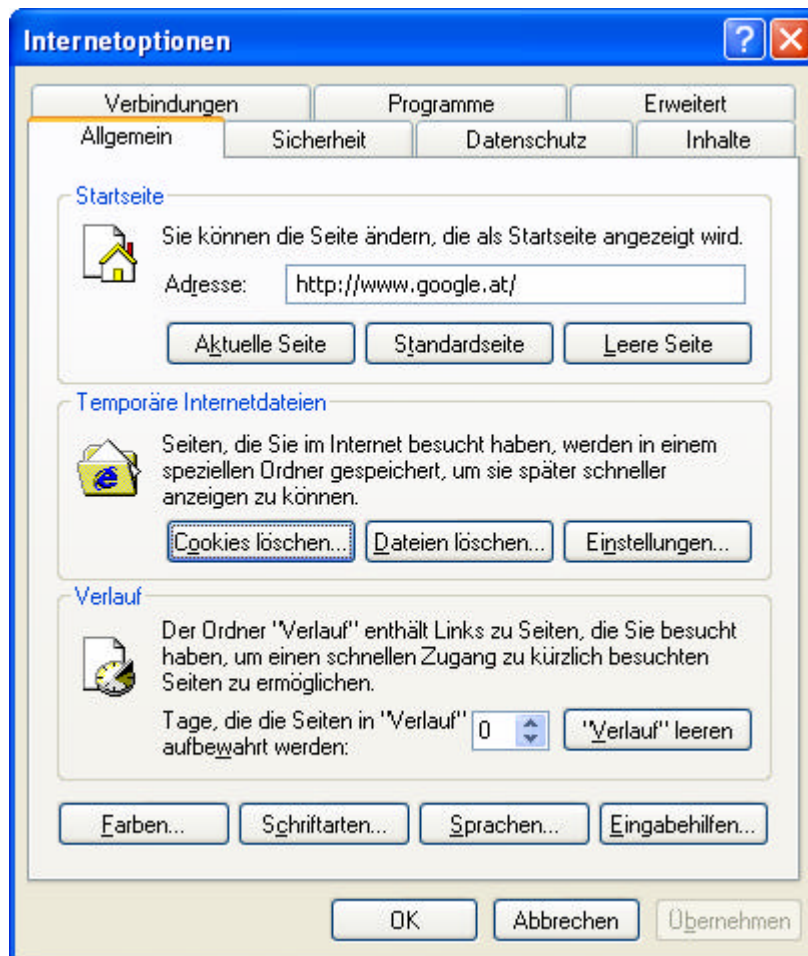 Internetoptionen
Verbindungen Programme Erweitert
Allgemein Sicherheit Datenschutz Inhalte
Startseite
Sie können die Seite ändern, die als Startseite angezeigt wird.
Adresse: http://www.google.at/
Aktuelle Seite Standardseite Leere Seite
Temporäre Internetdateien
Seiten, die Sie im Internet besucht haben, werden in einem
speziellen Ordner gespeichert, um sie später schneller
anzeigen zu können.
Cookies löschen... Dateien löschen... Einstellungen...
Verlauf
Der Ordner "Verlauf" enthält Links zu Seiten, die Sie besucht
haben, um einen schnellen Zugang zu kürzlich besuchten
Seiten zu ermöglichen.
Tage, die die Seiten in "Verlauf"
aufbewahrt werden: 0 "Verlauf" leeren
Farben... Schriftarten... Sprachen... Eingabehilfen...
OK Abbrechen Übernehmen